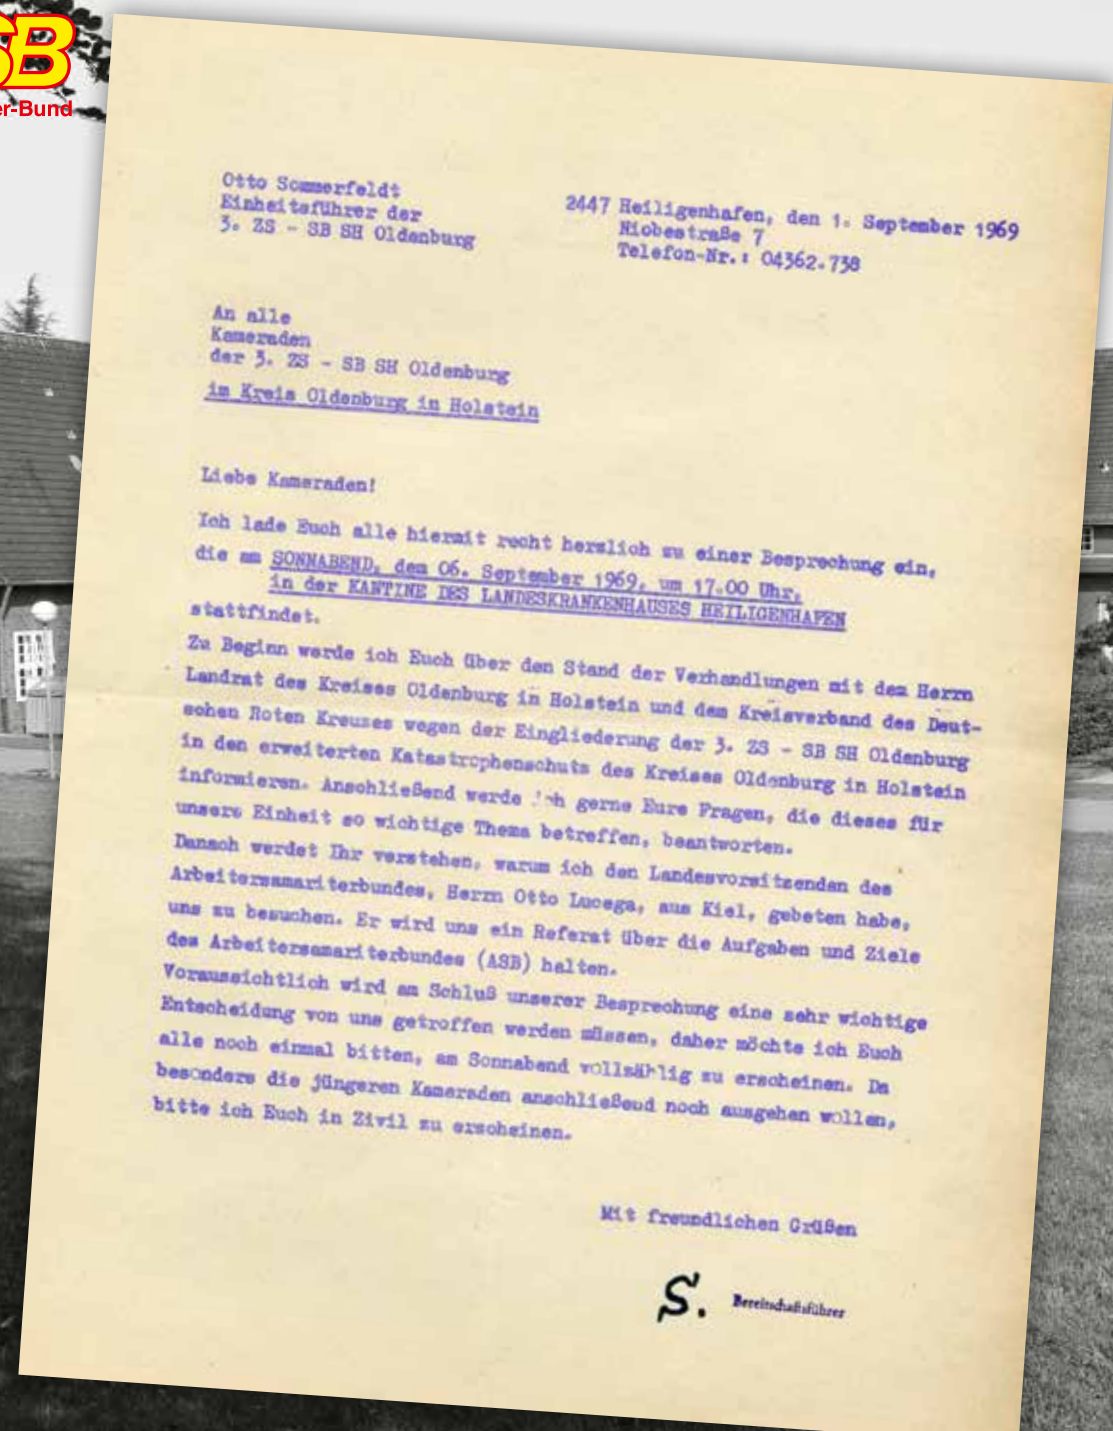 SB
er-Bund
Otto Sommerfeldt
Einheitsführer der
3. ZS - SB SH Oldenburg
2447 Heiligenhafen, den 1. September 1969
Niobestraße 7
Telefon-Nr.: 04362.738
An alle
Kameraden
der 3. ZS - SB SH Oldenburg
im Kreis Oldenburg in Holstein
Liebe Kameraden!
Ich lade Euch alle hiermit recht herzlich zu einer Besprechung ein,
die am SONNABEND, dem 06. September 1969, um 17.00 Uhr,
in der KANTINE DES LANDESKRANKENHAUSES HEILIGENHAFEN
stattfindet.
Zu Beginn werde ich Euch über den Stand der Verhandlungen mit dem Herrn
Landrat des Kreises Oldenburg in Holstein und dem Kreisverband des Deut-
schen Roten Kreuzes wegen der Eingliederung der 3. ZS - SB SH Oldenburg
in den erweiterten Katastrophenschutz des Kreises Oldenburg in Holstein
informieren. Anschließend werde ich gerne Eure Fragen, die dieses für
unsere Einheit so wichtige Thema betreffen, beantworten.
Danach werdet Ihr verstehen, warum ich den Landesvorsitzenden des
Arbeitersamariterbundes, Herrn Otto Lucega, aus Kiel, gebeten habe,
uns zu besuchen. Er wird uns ein Referat über die Aufgaben und Ziele
des Arbeitersamariterbundes (ASB) halten.
Voraussichtlich wird am Schluß unserer Besprechung eine sehr wichtige
Entscheidung von uns getroffen werden müssen, daher möchte ich Euch
alle noch einmal bitten, am Sonnabend vollzählig zu erscheinen. Da
besonders die jüngeren Kameraden anschließend noch ausgehen wollen,
bitte ich Euch in Zivil zu erscheinen.
Mit freundlichen Grüßen
S. Bereitschaftsführer